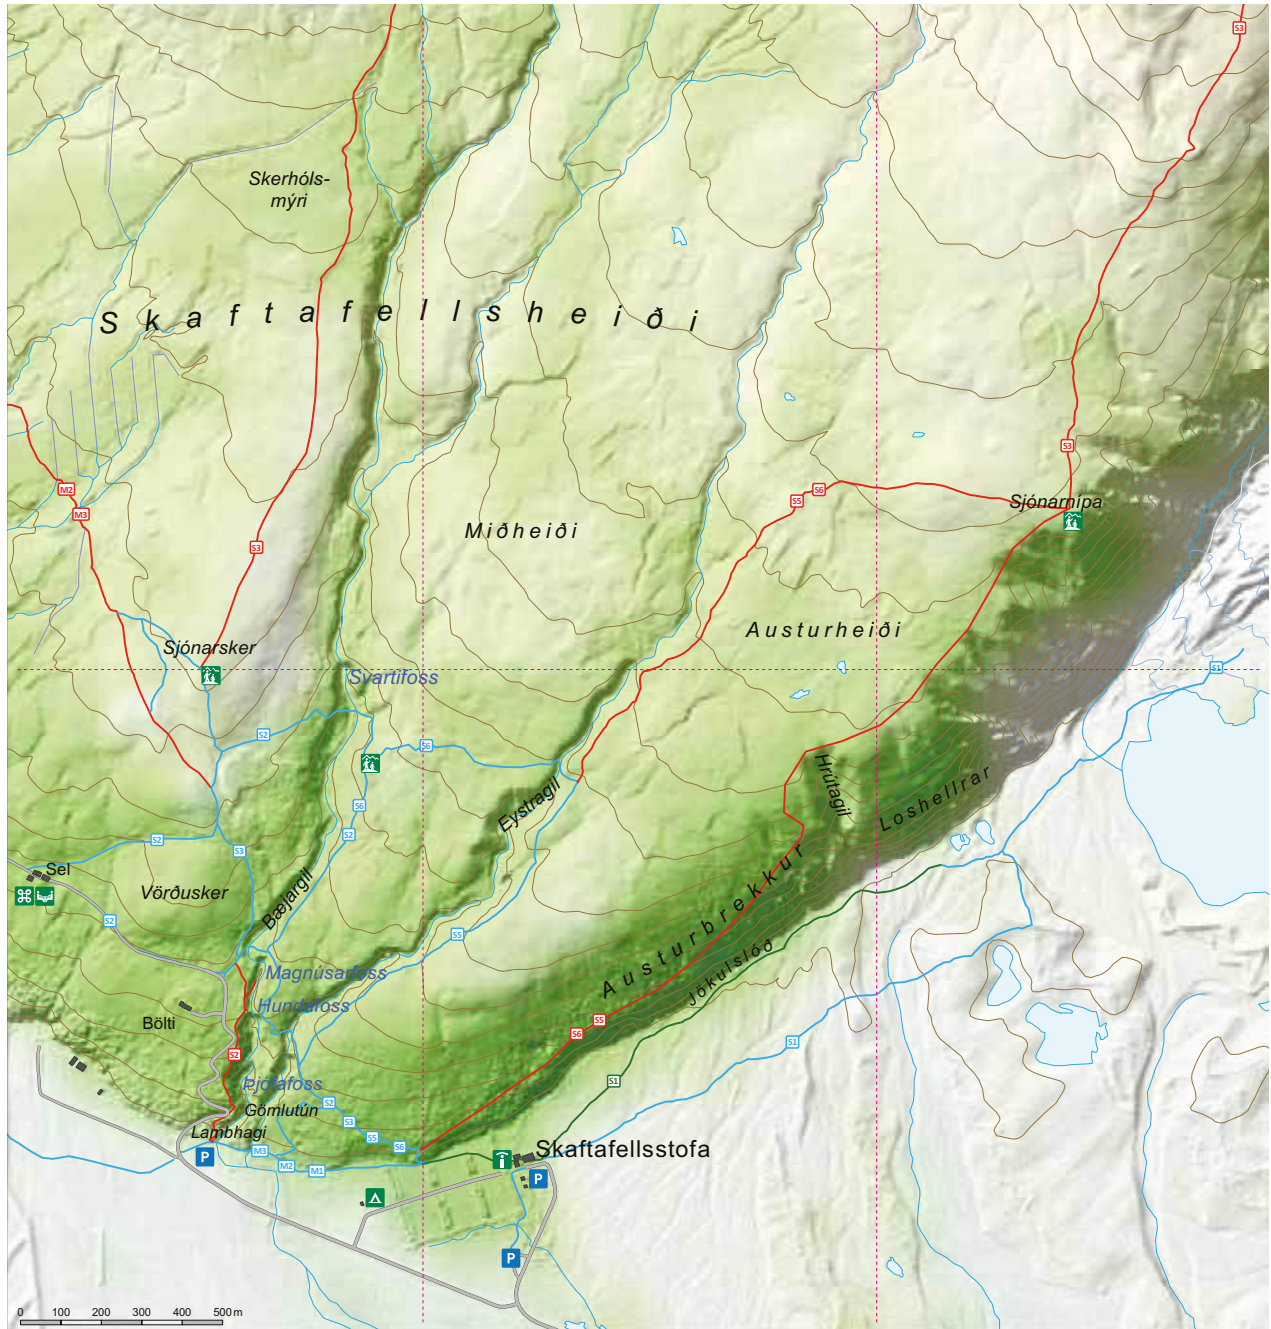 S3
Skerhóls-
mýri
Skaftafellsheiði
S3
M2
S6
S5
Sjónarnípa
M3
Miðheiði
S3
Austurheiði
Sjónarsker
S1
Svartifoss
S2
S6
Hrútagil
Loshellrar
S6
Eystragil
S2
S2
S3
Sel
Vörðusker
Bæjargil
Austurbrekkur
S2
S5
Jökulslóð
Magnúsarfoss
Hundafoss
Bölti
S5
S6
S1
S2
S1
Þjófafoss
Gömlutún
S2
S3
Lambhagi
S5
S6
M3
M2
M1
Skaftafellsstofa
P
i
P
P
0 100 200 300 400 500 m